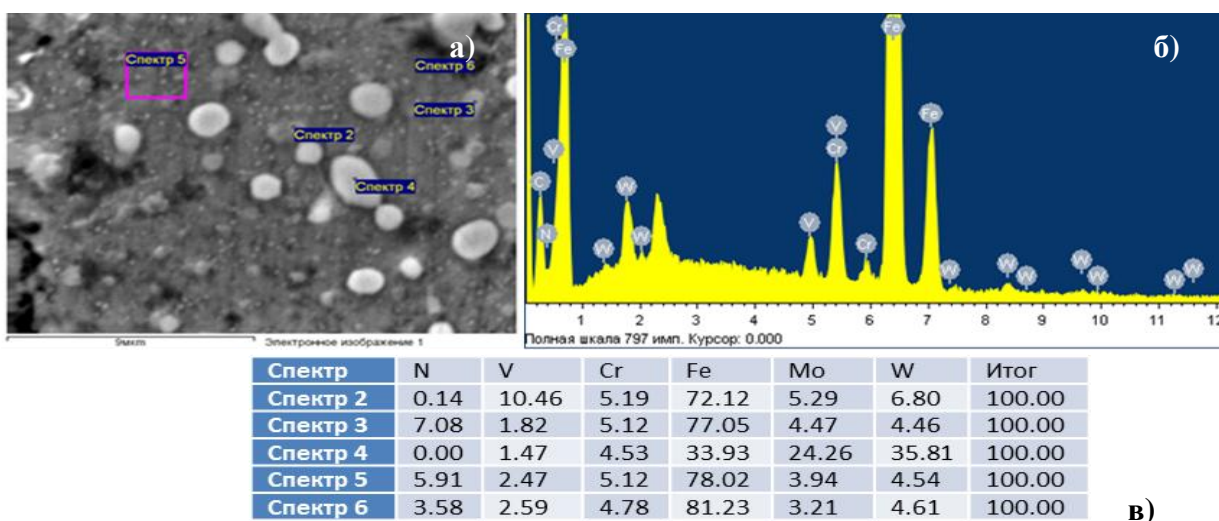 а)
Спектр 5
Спектр 6
Спектр 3
Спектр 2
Спектр 4
9мкm
Электронное изображение 1
б)
Cr
Fe
V
C
N
W
W
W
V
Cr
V
Cr
Fe
Fe
W
W
W
W
W
W
W
1 2 3 4 5 6 7 8 9 10 11 12
Полная шкала 797 имп. Курсор: 0.000
Спектр N V Cr Fe Mo W Итог
Спектр 2 0.14 10.46 5.19 72.12 5.29 6.80 100.00
Спектр 3 7.08 1.82 5.12 77.05 4.47 4.46 100.00
Спектр 4 0.00 1.47 4.53 33.93 24.26 35.81 100.00
Спектр 5 5.91 2.47 5.12 78.02 3.94 4.54 100.00
Спектр 6 3.58 2.59 4.78 81.23 3.21 4.61 100.00
в)